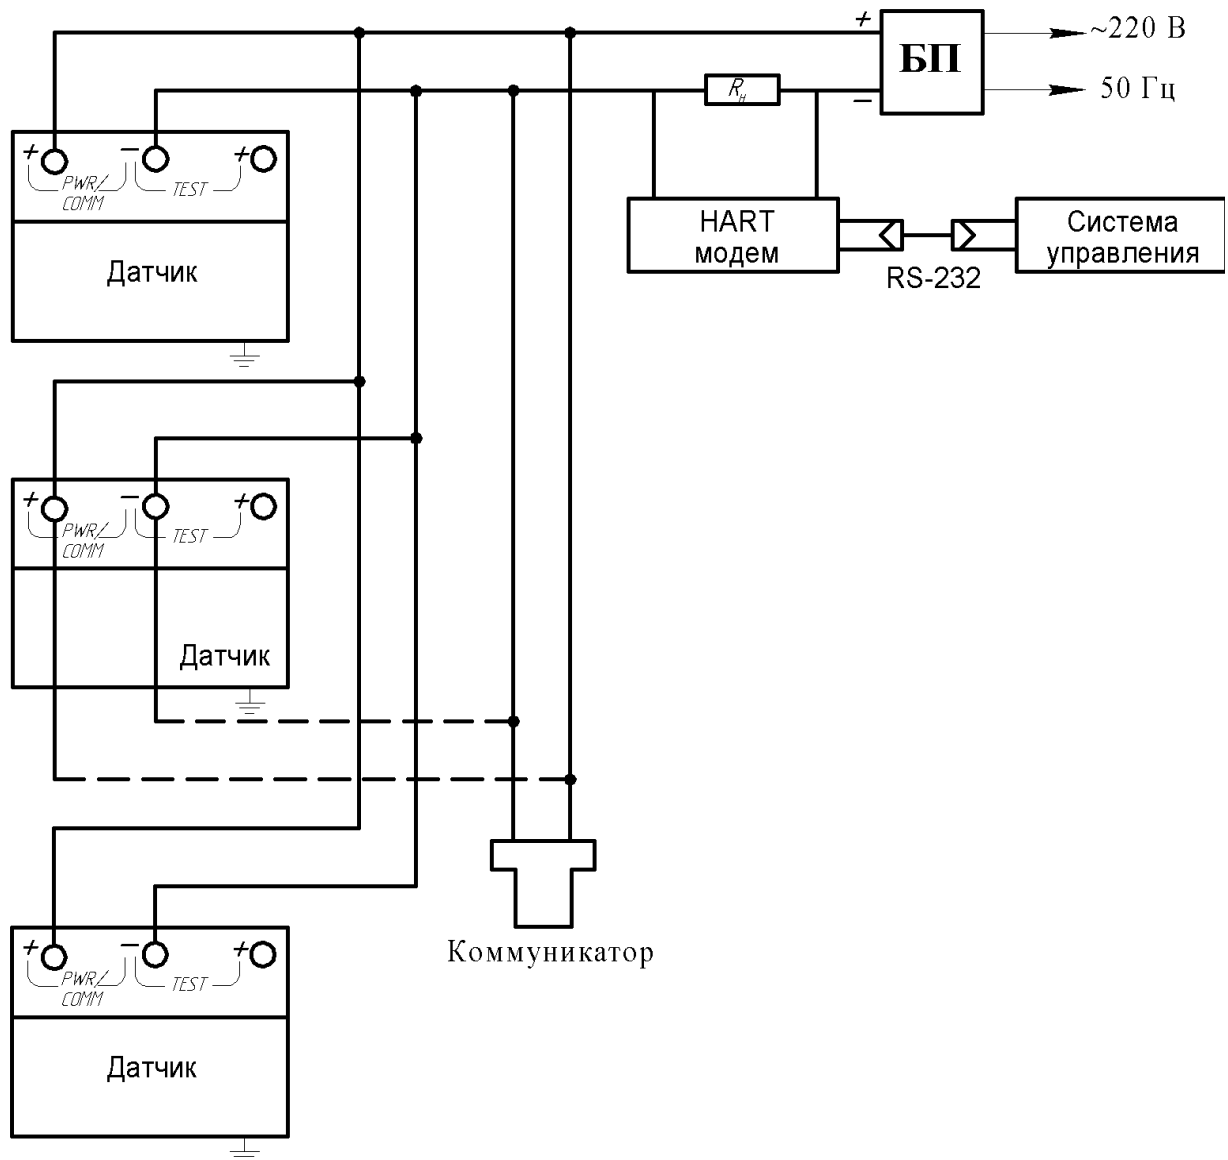 +
БП
~220 В
−
50 Гц
Rн
+
−
+
PWR/
COMM
TEST
Датчик
HART
модем
RS-232
Система
управления
+
−
+
PWR/
COMM
TEST
Датчик
+
−
+
PWR/
COMM
TEST
Датчик
Коммуникатор